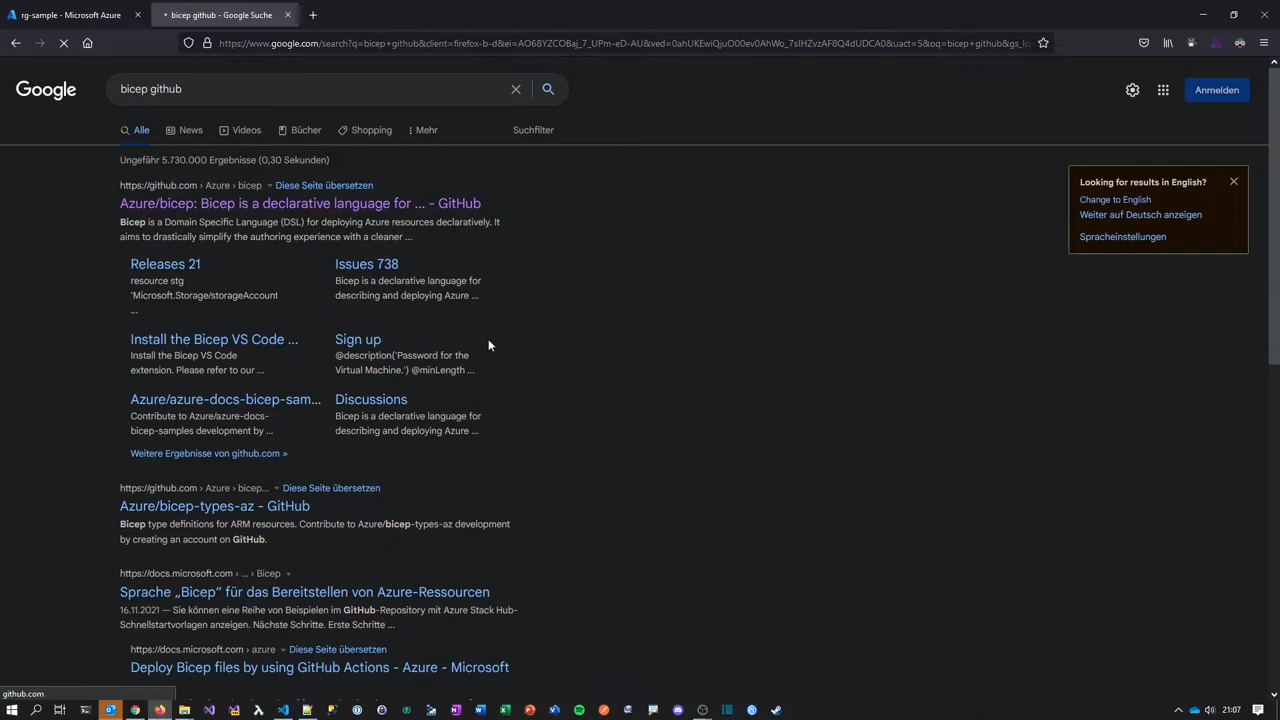 rg-sample - Microsoft Azure
bicep github - Google Suche
https://www.google.com/search?q=bicep+github&client=firefox-b-d&ei=AO68YZCOBaj_7_UPm-eD-AU&ved=0ahUKEwiQjuO00ev0AhWo_7sIHZvzAF8Q4dUDCA0&uact=5&oq=bicep+github&gs_lc
Google
bicep github
Anmelden
Alle
News
Videos
Bücher
Shopping
Mehr
Suchfilter
Ungefähr 5.730.000 Ergebnisse (0,30 Sekunden)
https://github.com › Azure › bicep
Diese Seite übersetzen
Azure/bicep: Bicep is a declarative language for ... - GitHub
Bicep is a Domain Specific Language (DSL) for deploying Azure resources declaratively. It
aims to drastically simplify the authoring experience with a cleaner ...
Releases 21
resource stg
'Microsoft.Storage/storageAccount
...
Issues 738
Bicep is a declarative language for
describing and deploying Azure ...
Install the Bicep VS Code ...
Install the Bicep VS Code
extension. Please refer to our ...
Sign up
@description('Password for the
Virtual Machine.') @minLength ...
Azure/azure-docs-bicep-sam...
Contribute to Azure/azure-docs-
bicep-samples development by ...
Discussions
Bicep is a declarative language for
describing and deploying Azure ...
Weitere Ergebnisse von github.com »
https://github.com › Azure › bicep...
Diese Seite übersetzen
Azure/bicep-types-az - GitHub
Bicep type definitions for ARM resources. Contribute to Azure/bicep-types-az development
by creating an account on GitHub.
https://docs.microsoft.com › ... › Bicep
Sprache „Bicep“ für das Bereitstellen von Azure-Ressourcen
16.11.2021 — Sie können eine Reihe von Beispielen im GitHub-Repository mit Azure Stack Hub-
Schnellstartvorlagen anzeigen. Nächste Schritte. Erste Schritte ...
https://docs.microsoft.com › azure
Diese Seite übersetzen
Deploy Bicep files by using GitHub Actions - Azure - Microsoft
Looking for results in English?
Change to English
Weiter auf Deutsch anzeigen
Spracheinstellungen
github.com
21:07